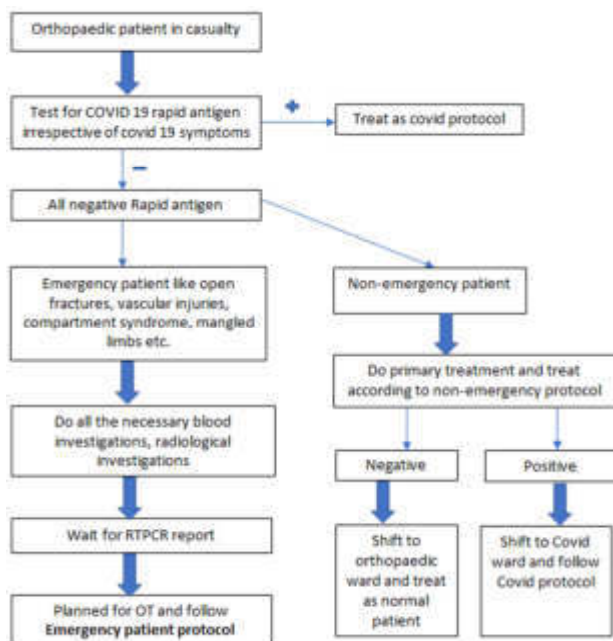 Orthopaedic patient in casualty
Test for COVID 19 rapid antigen
irrespective of covid 19 symptoms
+
Treat as covid protocol
–
All negative Rapid antigen
Emergency patient like open
fractures, vascular injuries,
compartment syndrome, mangled
limbs etc.
Non-emergency patient
Do primary treatment and treat
according to non-emergency protocol
Do all the necessary blood
investigations, radiological
investigations
Negative
Positive
Wait for RTPCR report
Shift to
orthopaedic
ward and treat
as normal
patient
Shift to Covid
ward and follow
Covid protocol
Planned for OT and follow
Emergency patient protocol